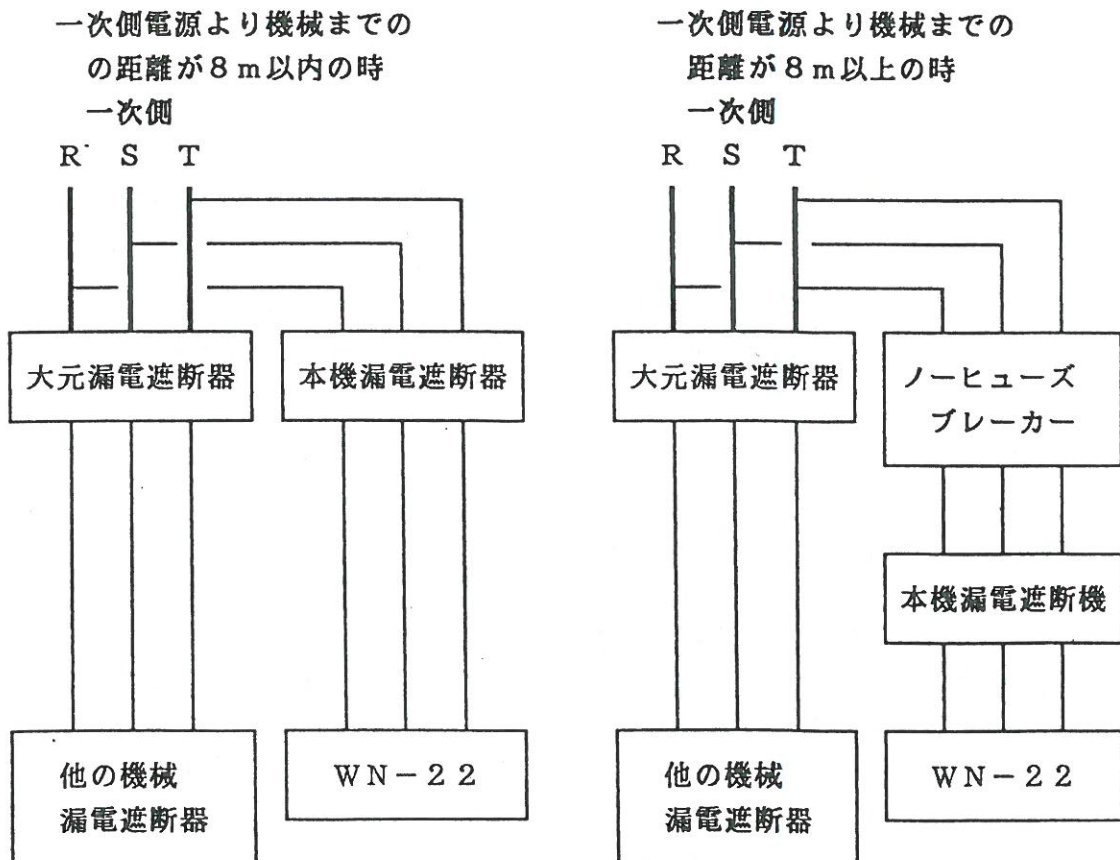 一次側電源より機械までの
の距離が８ｍ以内の時
一次側
Ｒ Ｓ Ｔ
大元漏電遮断器
本機漏電遮断器
他の機械
漏電遮断器
ＷＮ－２２
一次側電源より機械までの
距離が８ｍ以上の時
一次側
Ｒ Ｓ Ｔ
大元漏電遮断器
ノーヒューズ
ブレーカー
本機漏電遮断機
他の機械
漏電遮断器
ＷＮ－２２